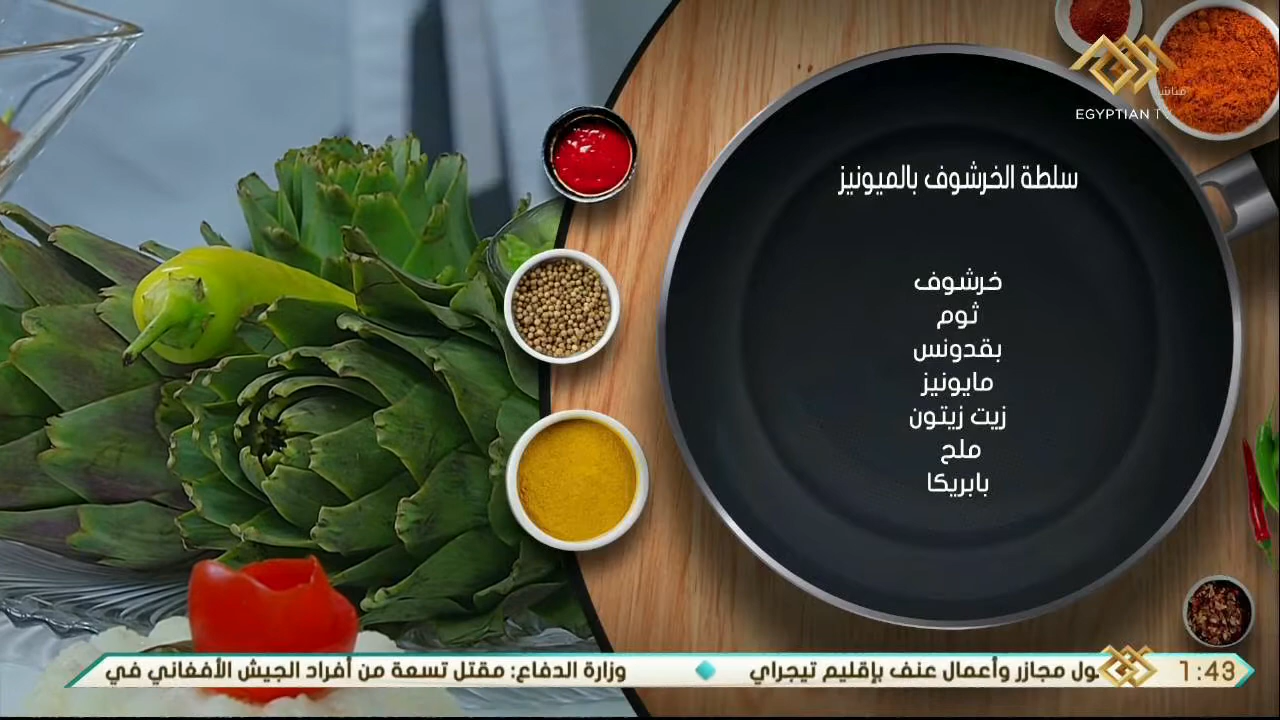 مباشر
EGYPTIAN TV
سلطة الخرشوف بالميونيز
خرشوف
ثوم
بقدونس
مايونيز
زيت زيتون
ملح
بابريكا
1:43
مجازر وأعمال عنف بإقليم تيجراي
وزارة الدفاع: مقتل تسعة من أفراد الجيش الأفغاني في